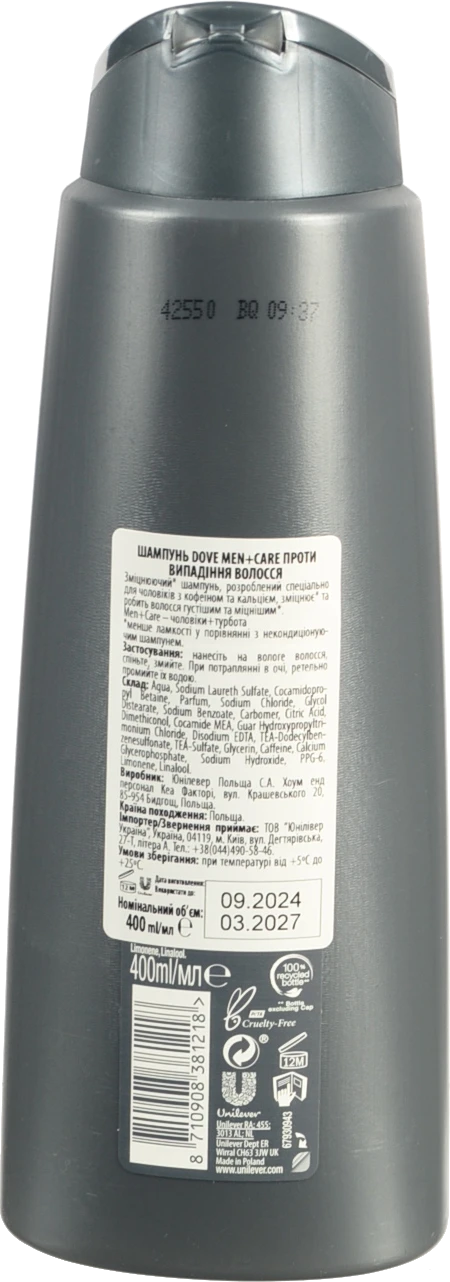 42550 BQ 09:37
ШАМПУНЬ DOVE MEN+CARE ПРОТИ
ВИПАДІННЯ ВОЛОССЯ
Зміцнюючий* шампунь, розроблений спеціально
для чоловіків з кофеїном та кальцієм, зміцнює* та
робить волосся густішим та міцнішим*.
Men+Care – чоловіки+турбота
*менше ламкості у порівнянні з некондиціоную-
чим шампунем.
Застосування: нанесіть на вологе волосся,
спіньте, змийте. При потраплянні в очі, ретельно
промийте їх водою.
Склад: Aqua, Sodium Laureth Sulfate, Cocamidopro-
pyl Betaine, Parfum, Sodium Chloride, Glycol
Distearate, Sodium Benzoate, Carbomer, Citric Acid,
Dimethiconol, Cocamide MEA, Guar Hydroxypropyltri-
monium Chloride, Disodium EDTA, TEA-Dodecylben-
zenesulfonate, TEA-Sulfate, Glycerin, Caffeine, Calcium
Glycerophosphate, Sodium Hydroxide, PPG-6,
Limonene, Linalool.
Виробник: Юнілевер Польща С.А. Хоум енд
персонал Кеа Факторі, вул. Крашевського 20,
85-954 Бидгощ, Польща.
Країна походження: Польща.
Імпортер/Звернення приймає: ТОВ "Юнілівер
Україна", Україна, 04119, м. Київ, вул. Дегтярівська,
27-Т, літера А. Тел.: +38(044)490-58-46.
Умови зберігання: при температурі від +5°C до
+25°C.
12 M
Дата виготовлення:
Використати до:
09.2024
03.2027
Номінальний об'єм:
400 ml/мл e
Limonene, Linalool.
400ml/мл e
100%
recycled
bottle**
** Bottle
excluding Cap
PETA
Cruelty-Free
12M
Unilever
8 710908 381218 >
Unilever RA: 455:
3013 AL; NL
Unilever Dept ER
Wirral CH63 3JW UK
Made in Poland
www.unilever.com
67930943